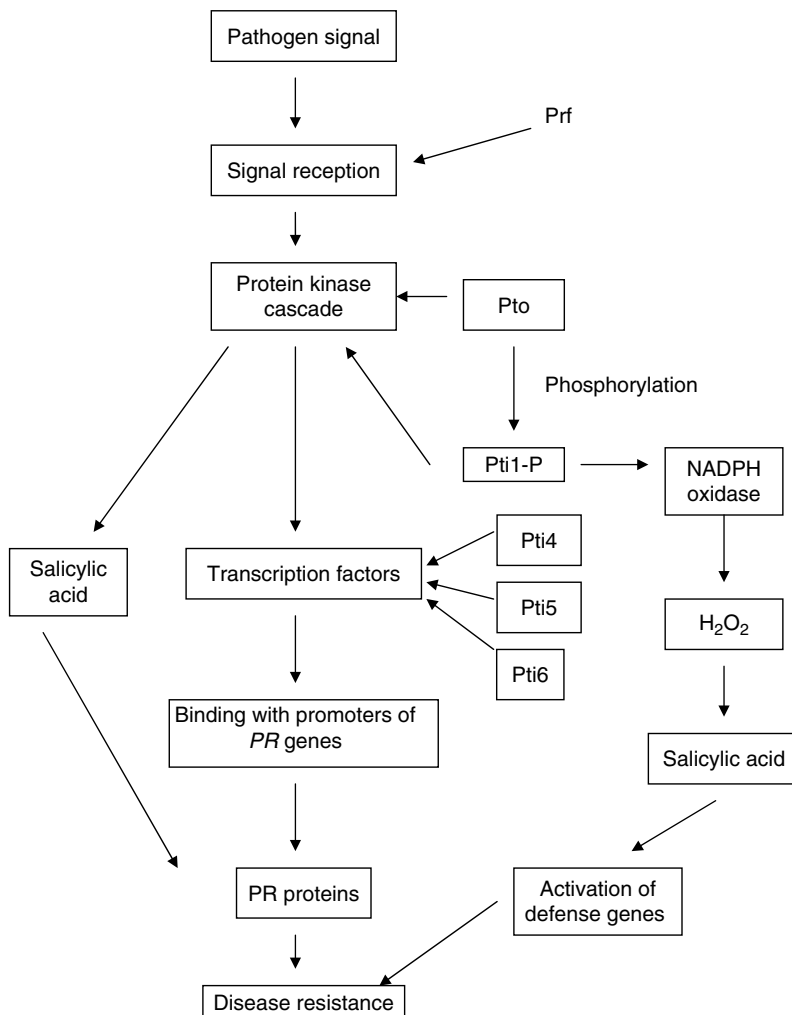 Pathogen signal
Prf
Signal reception
Protein kinase
cascade
Pto
Phosphorylation
Pti1-P
NADPH
oxidase
Salicylic
acid
Transcription factors
Pti4
Pti5
Pti6
H₂O₂
Binding with promoters of
PR genes
Salicylic acid
PR proteins
Activation of
defense genes
Disease resistance